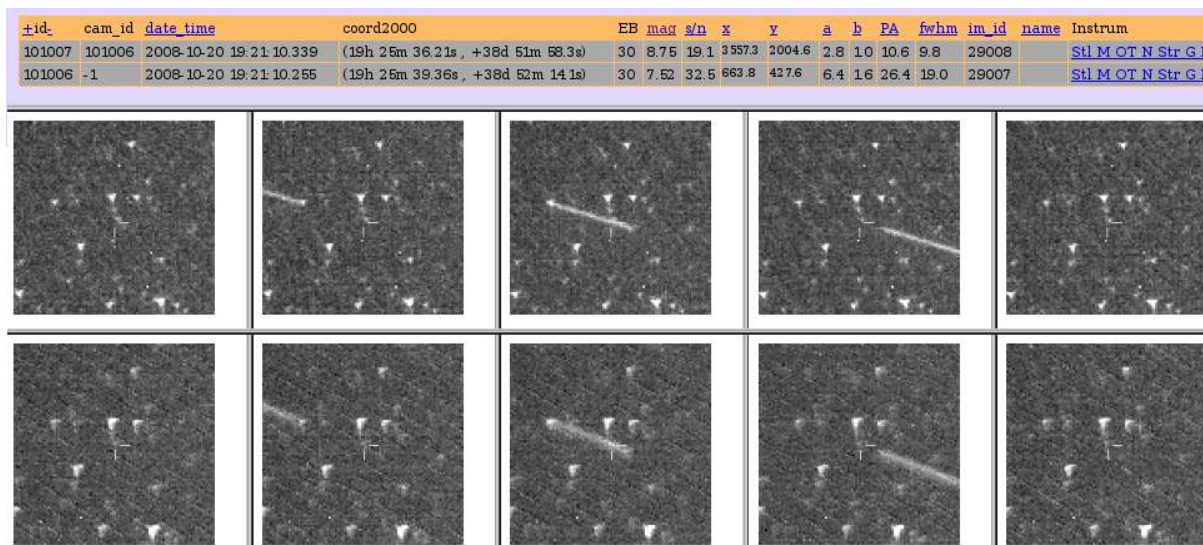 +id- cam_id date_time coord2000 EB mag s/n x y a b PA fwhm im_id name Instrum
101007 101006 2008-10-20 19:21:10.339 (19h 25m 36.21s , +38d 51m 58.3s) 30 8.75 19.1 3557.3 2004.6 2.8 1.0 10.6 9.8 29008 Stl M OT N Str G
101006 -1 2008-10-20 19:21:10.255 (19h 25m 39.36s , +38d 52m 14.1s) 30 7.52 32.5 663.8 427.6 6.4 1.6 26.4 19.0 29007 Stl M OT N Str G